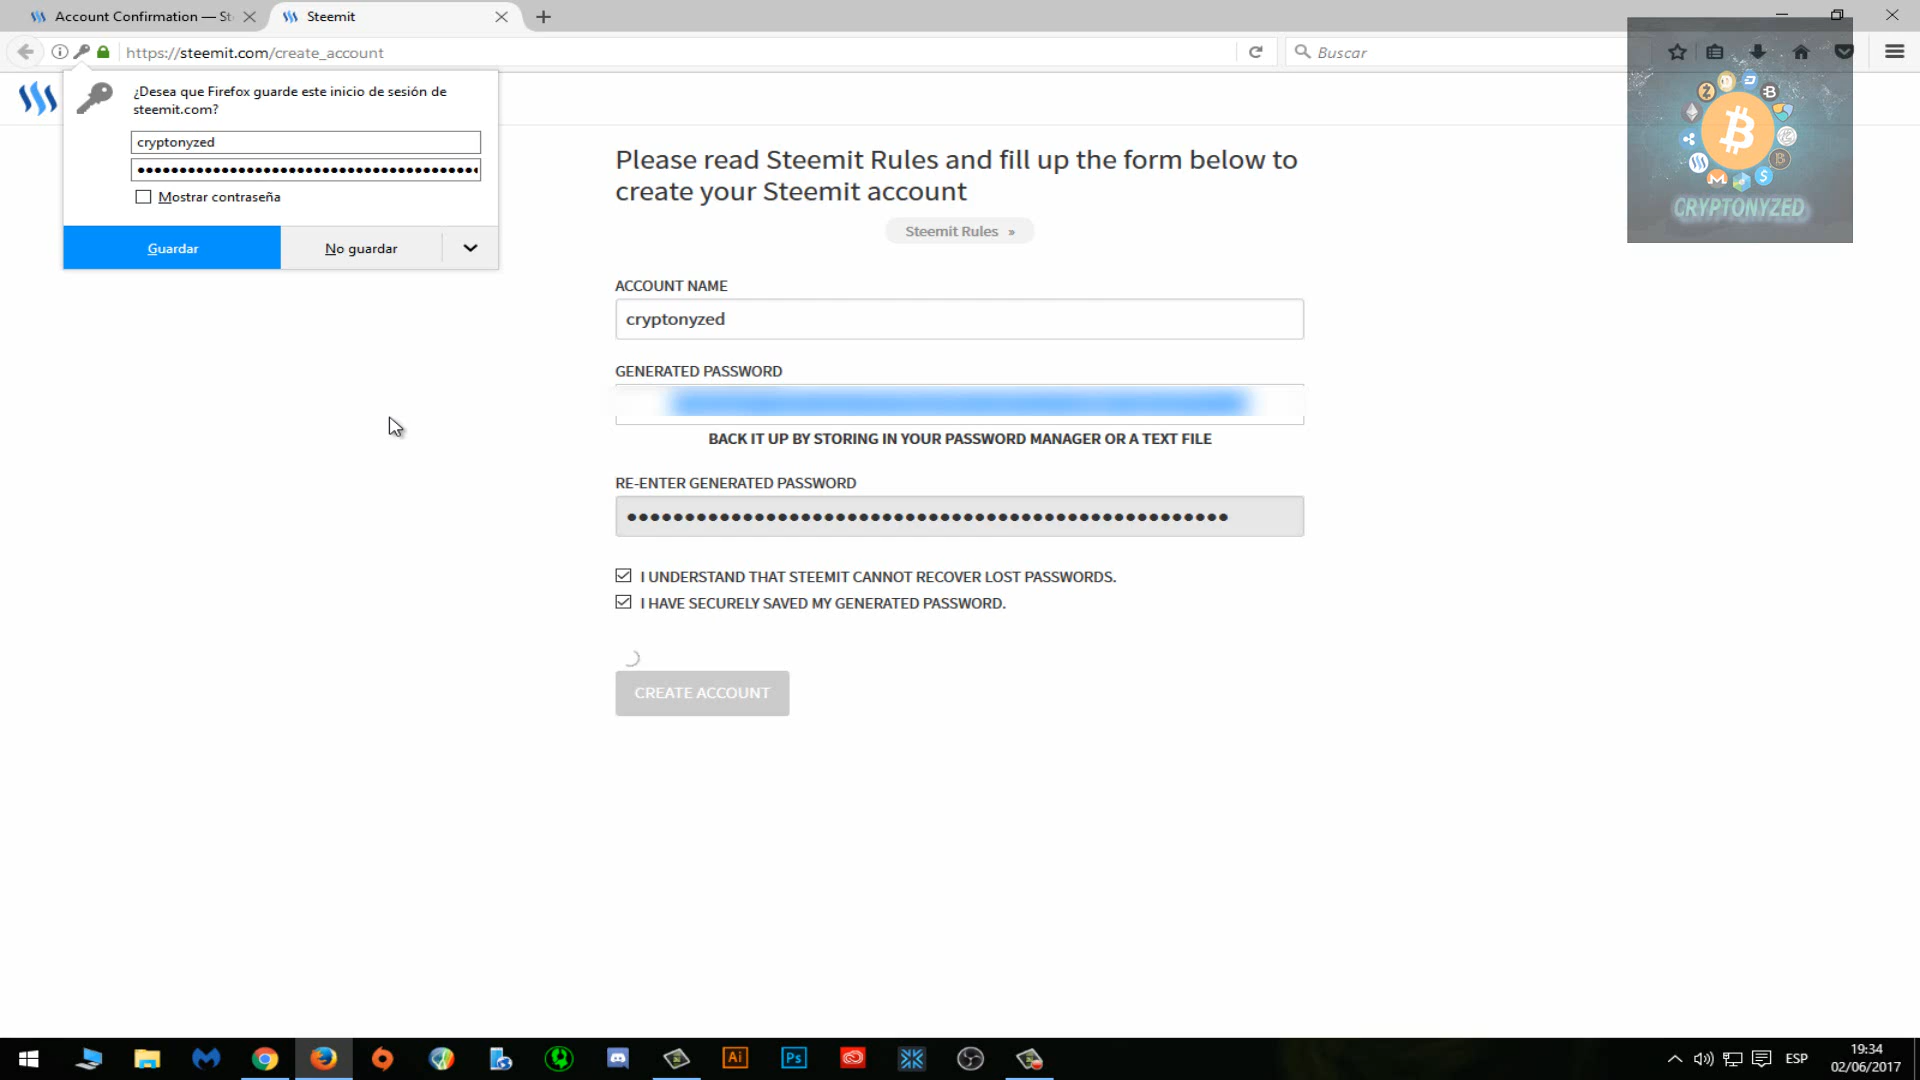 Account Confirmation — St
Steemit
https://steemit.com/create_account
Buscar
¿Desea que Firefox guarde este inicio de sesión de
steemit.com?
cryptonyzed
Mostrar contraseña
Guardar
No guardar
CRYPTONYZED
Please read Steemit Rules and fill up the form below to
create your Steemit account
Steemit Rules »
ACCOUNT NAME
cryptonyzed
GENERATED PASSWORD
BACK IT UP BY STORING IN YOUR PASSWORD MANAGER OR A TEXT FILE
RE-ENTER GENERATED PASSWORD
I UNDERSTAND THAT STEEMIT CANNOT RECOVER LOST PASSWORDS.
I HAVE SECURELY SAVED MY GENERATED PASSWORD.
CREATE ACCOUNT
Ai
Ps
ESP
19:34
02/06/2017